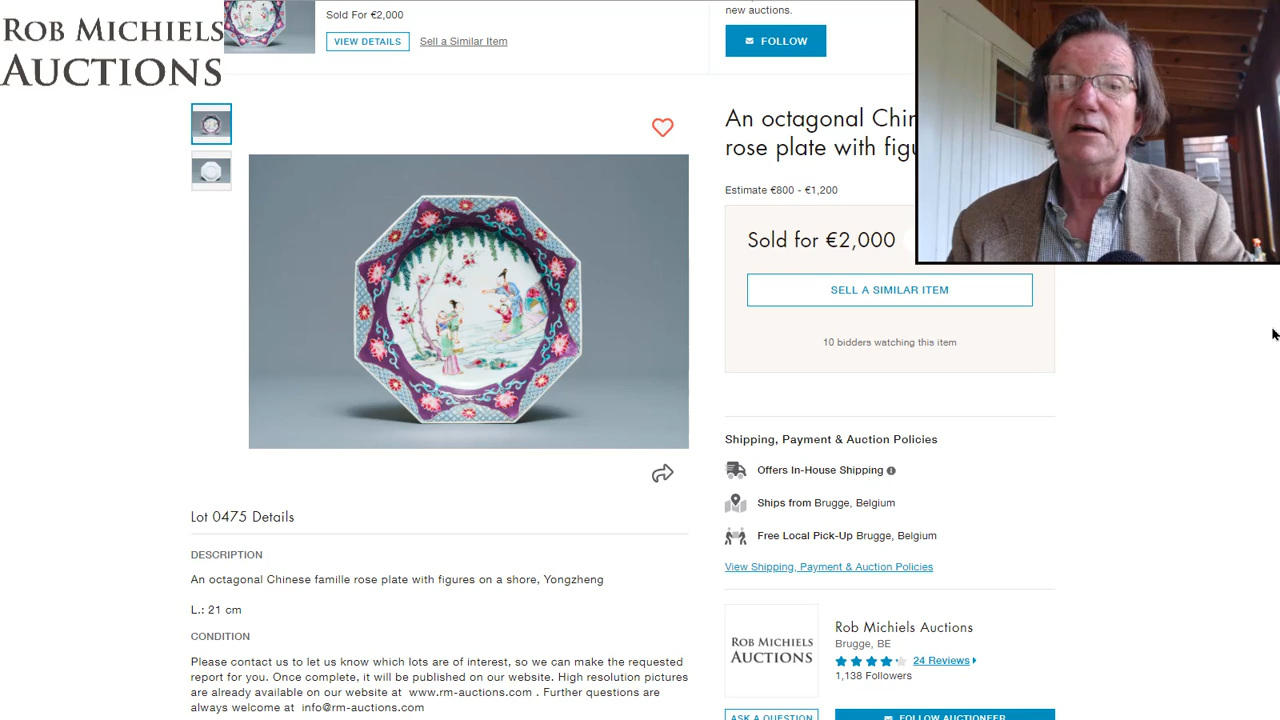 ROB MICHIELS
AUCTIONS
Sold For €2,000
VIEW DETAILS
Sell a Similar Item
new auctions.
FOLLOW
An octagonal Chin
rose plate with figu
Estimate €800 - €1,200
Sold for €2,000
SELL A SIMILAR ITEM
10 bidders watching this item
Shipping, Payment & Auction Policies
Offers In-House Shipping
Ships from Brugge, Belgium
Free Local Pick-Up Brugge, Belgium
View Shipping, Payment & Auction Policies
Lot 0475 Details
DESCRIPTION
An octagonal Chinese famille rose plate with figures on a shore, Yongzheng
L.: 21 cm
CONDITION
Please contact us to let us know which lots are of interest, so we can make the requested
report for you. Once complete, it will be published on our website. High resolution pictures
are already available on our website at www.rm-auctions.com . Further questions are
always welcome at info@rm-auctions.com
ROB MICHIELS
AUCTIONS
Rob Michiels Auctions
Brugge, BE
24 Reviews
1,138 Followers
ASK A QUESTION
FOLLOW AUCTIONEER